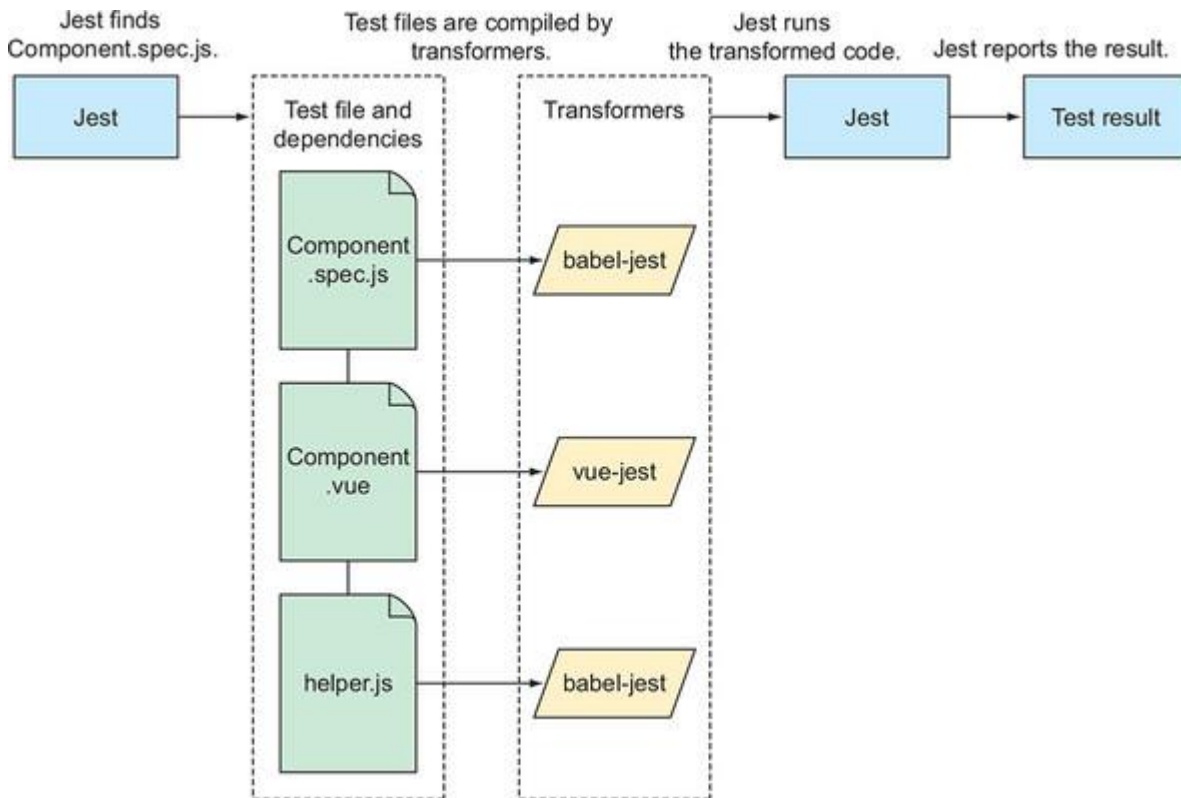 Jest finds
Component.spec.js.
Test files are compiled by
transformers.
Jest runs
the transformed code.
Jest reports the result.
Jest
Test file and
dependencies
Transformers
Jest
Test result
Component
.spec.js
babel-jest
Component
.vue
vue-jest
helper.js
babel-jest